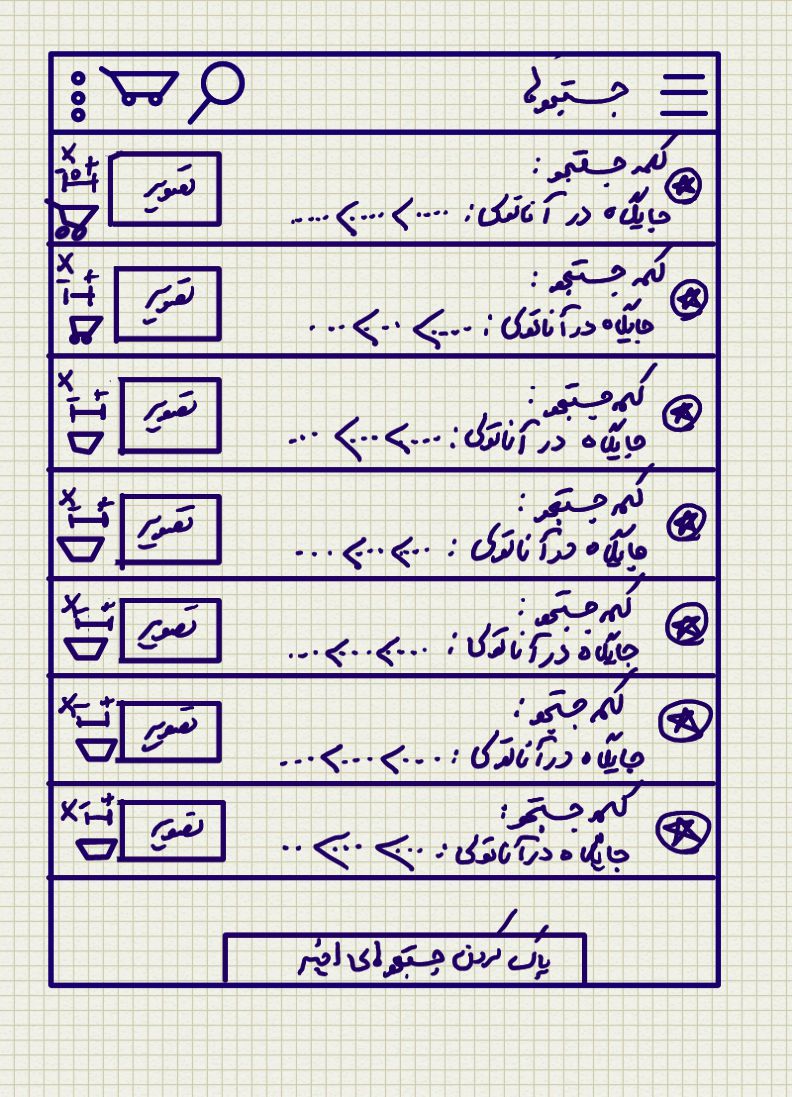 جستجوها
کلمه جستجو :
جایگاه در آناتومی : ..... < ..... < .....
تصویر
کلمه جستجو :
جایگاه در آناتومی : ..... < ..... < .....
تصویر
کلمه جستجو :
جایگاه در آناتومی : ..... < ..... < .....
تصویر
کلمه جستجو :
جایگاه در آناتومی : ..... < ..... < .....
تصویر
کلمه جستجو :
جایگاه در آناتومی : ..... < ..... < .....
تصویر
کلمه جستجو :
جایگاه در آناتومی : ..... < ..... < .....
تصویر
کلمه جستجو :
جایگاه در آناتومی : ..... < ..... < .....
تصویر
پاک کردن جستجوهای اخیر